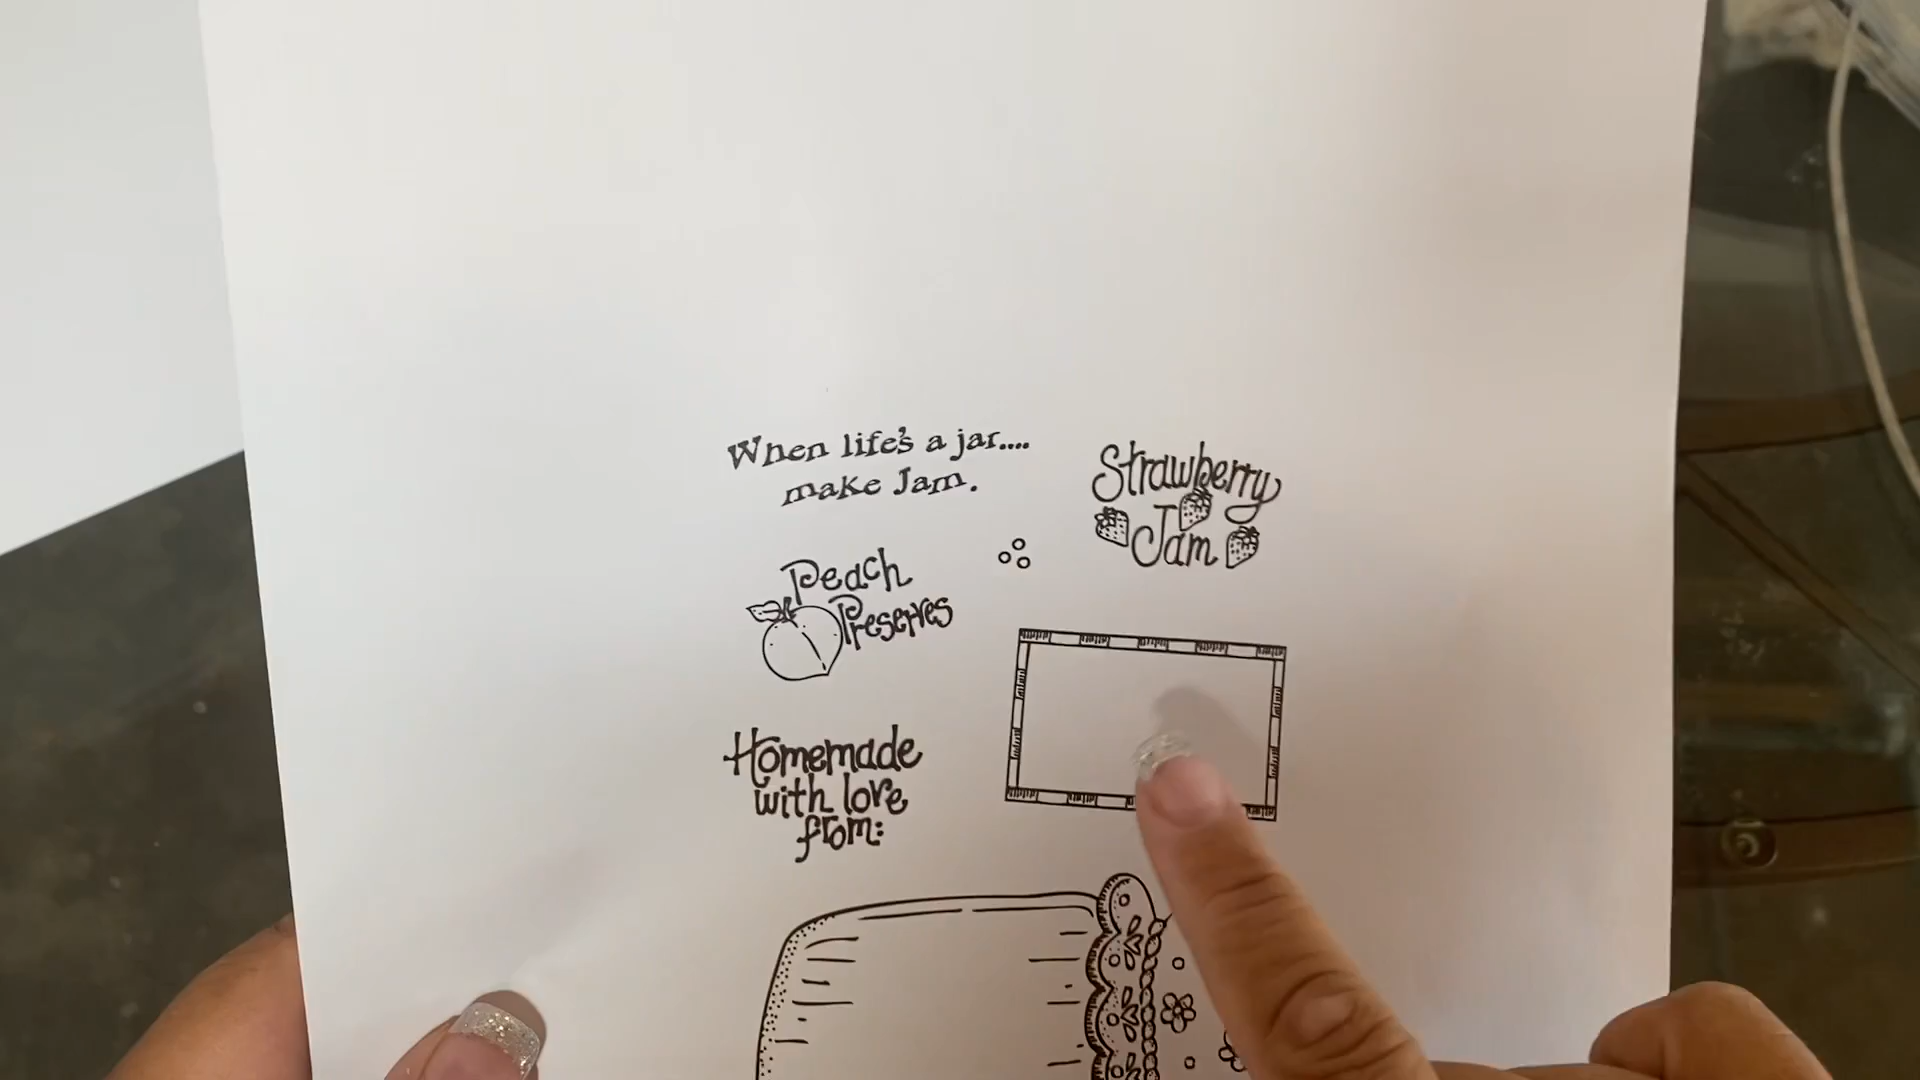 When life's a jar....
make Jam.
Strawberry
Jam
Peach
Preserves
Homemade
with love
from: